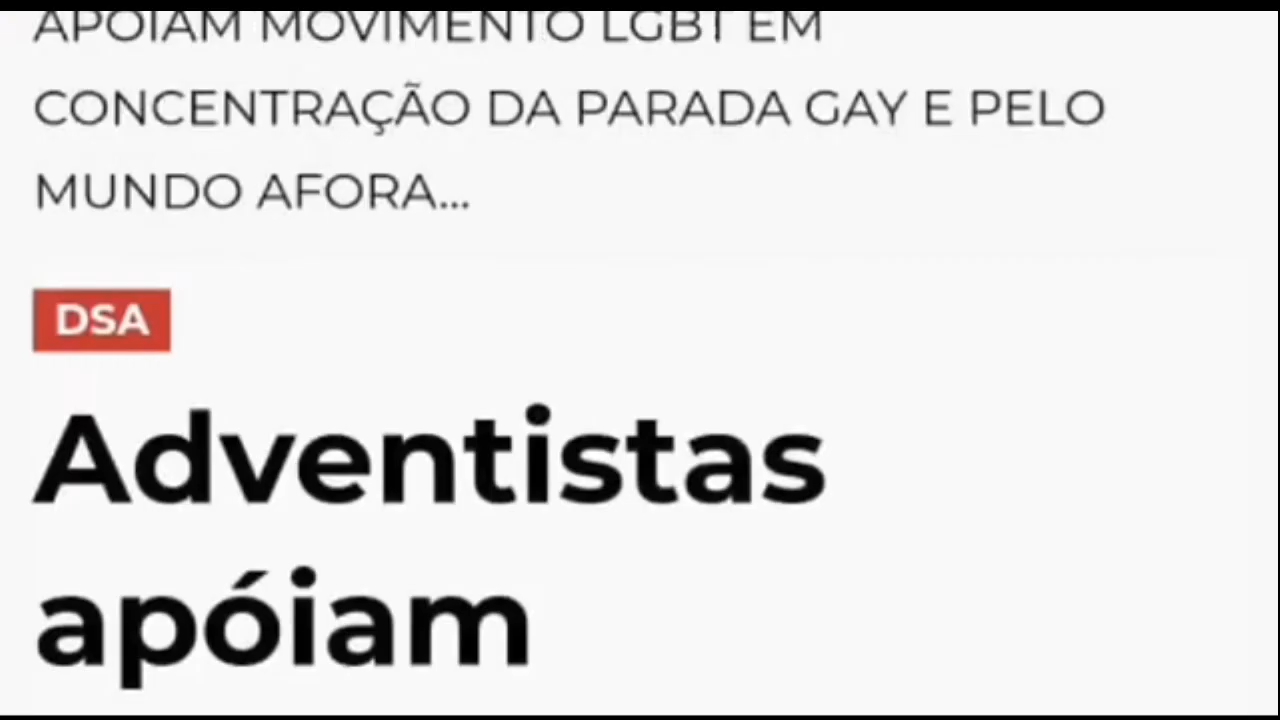 APOIAM MOVIMENTO LGBT EM
CONCENTRAÇÃO DA PARADA GAY E PELO
MUNDO AFORA...
DSA
Adventistas
apóiam